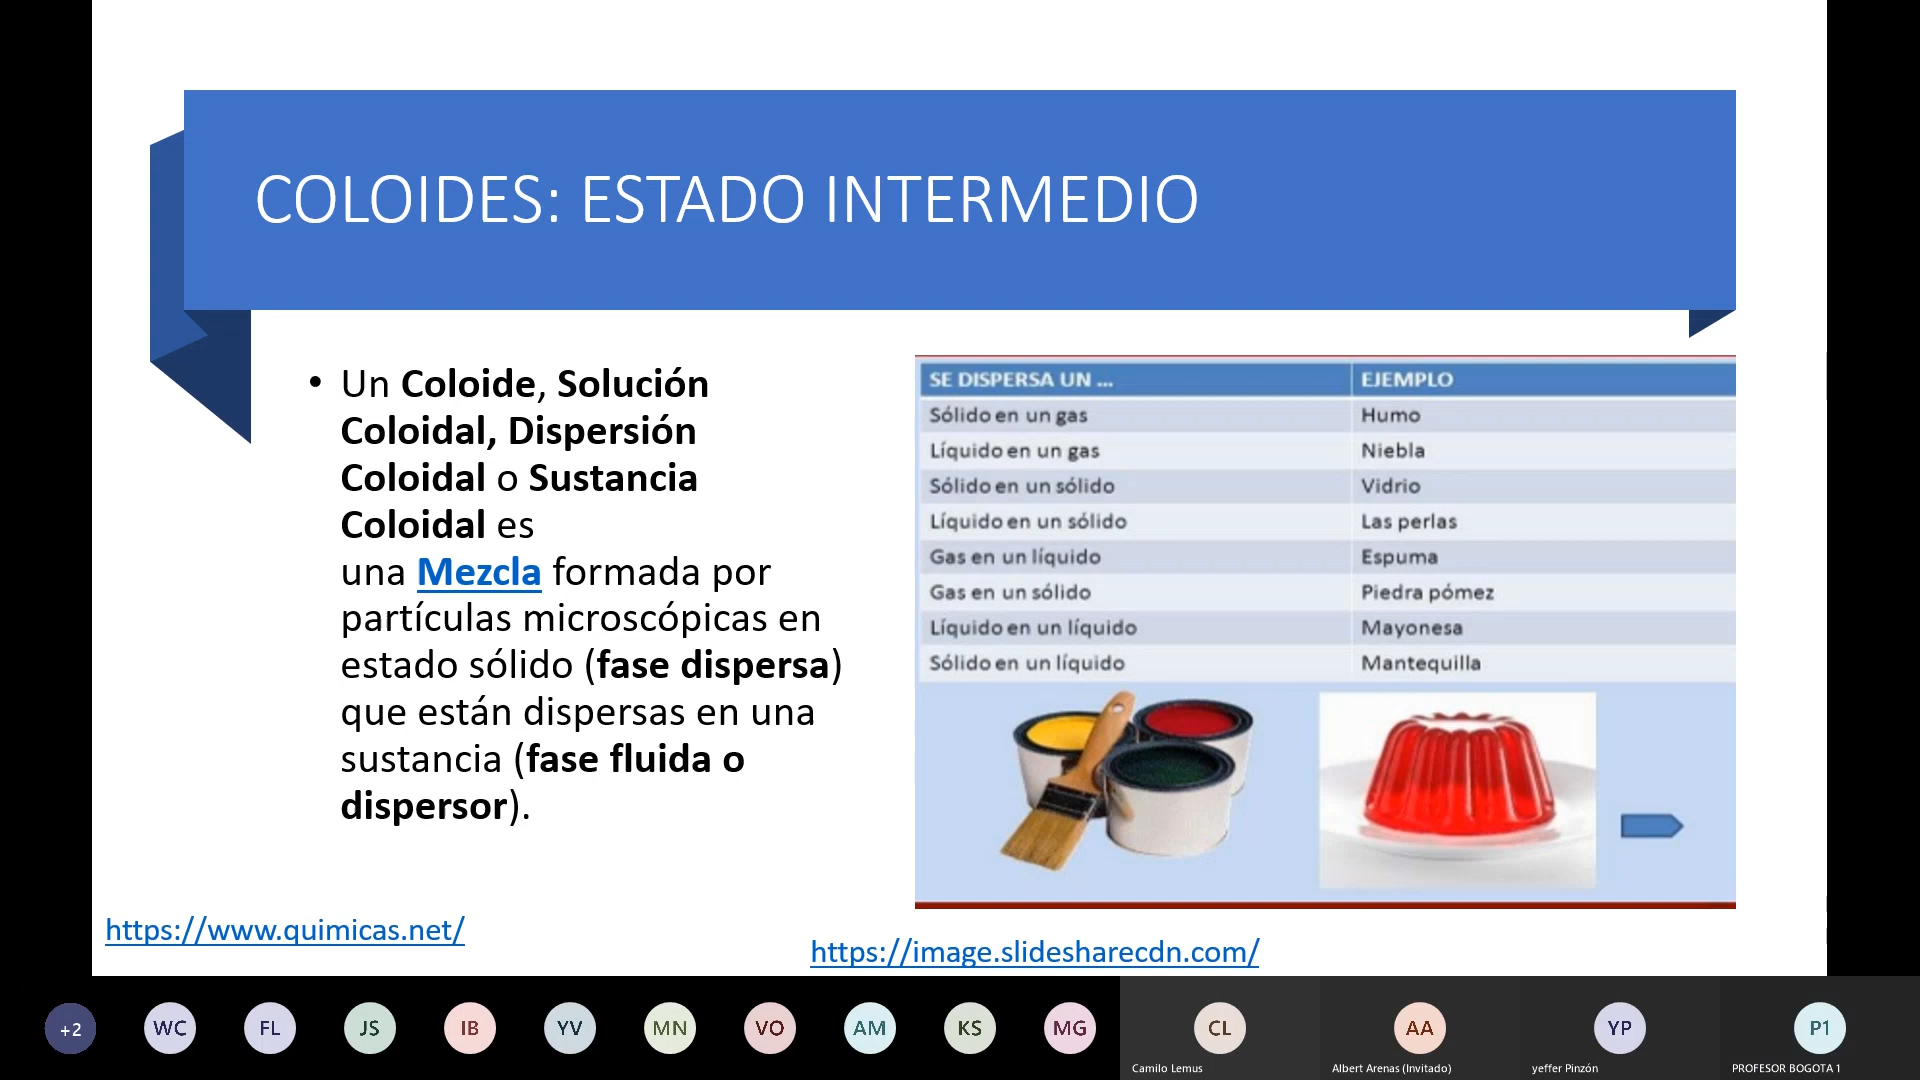 COLOIDES: ESTADO INTERMEDIO
• Un Coloide, Solución
Coloidal, Dispersión
Coloidal o Sustancia
Coloidal es
una Mezcla formada por
partículas microscópicas en
estado sólido (fase dispersa)
que están dispersas en una
sustancia (fase fluida o
dispersor).
SE DISPERSA UN ... EJEMPLO
Sólido en un gas Humo
Líquido en un gas Niebla
Sólido en un sólido Vidrio
Líquido en un sólido Las perlas
Gas en un líquido Espuma
Gas en un sólido Piedra pómez
Líquido en un líquido Mayonesa
Sólido en un líquido Mantequilla
https://www.quimicas.net/
https://image.slidesharecdn.com/
+2 WC FL JS IB YV MN VO AM KS MG CL AA YP P1
Camilo Lemus Albert Arenas (Invitado) yeffer Pinzón PROFESOR BOGOTA 1